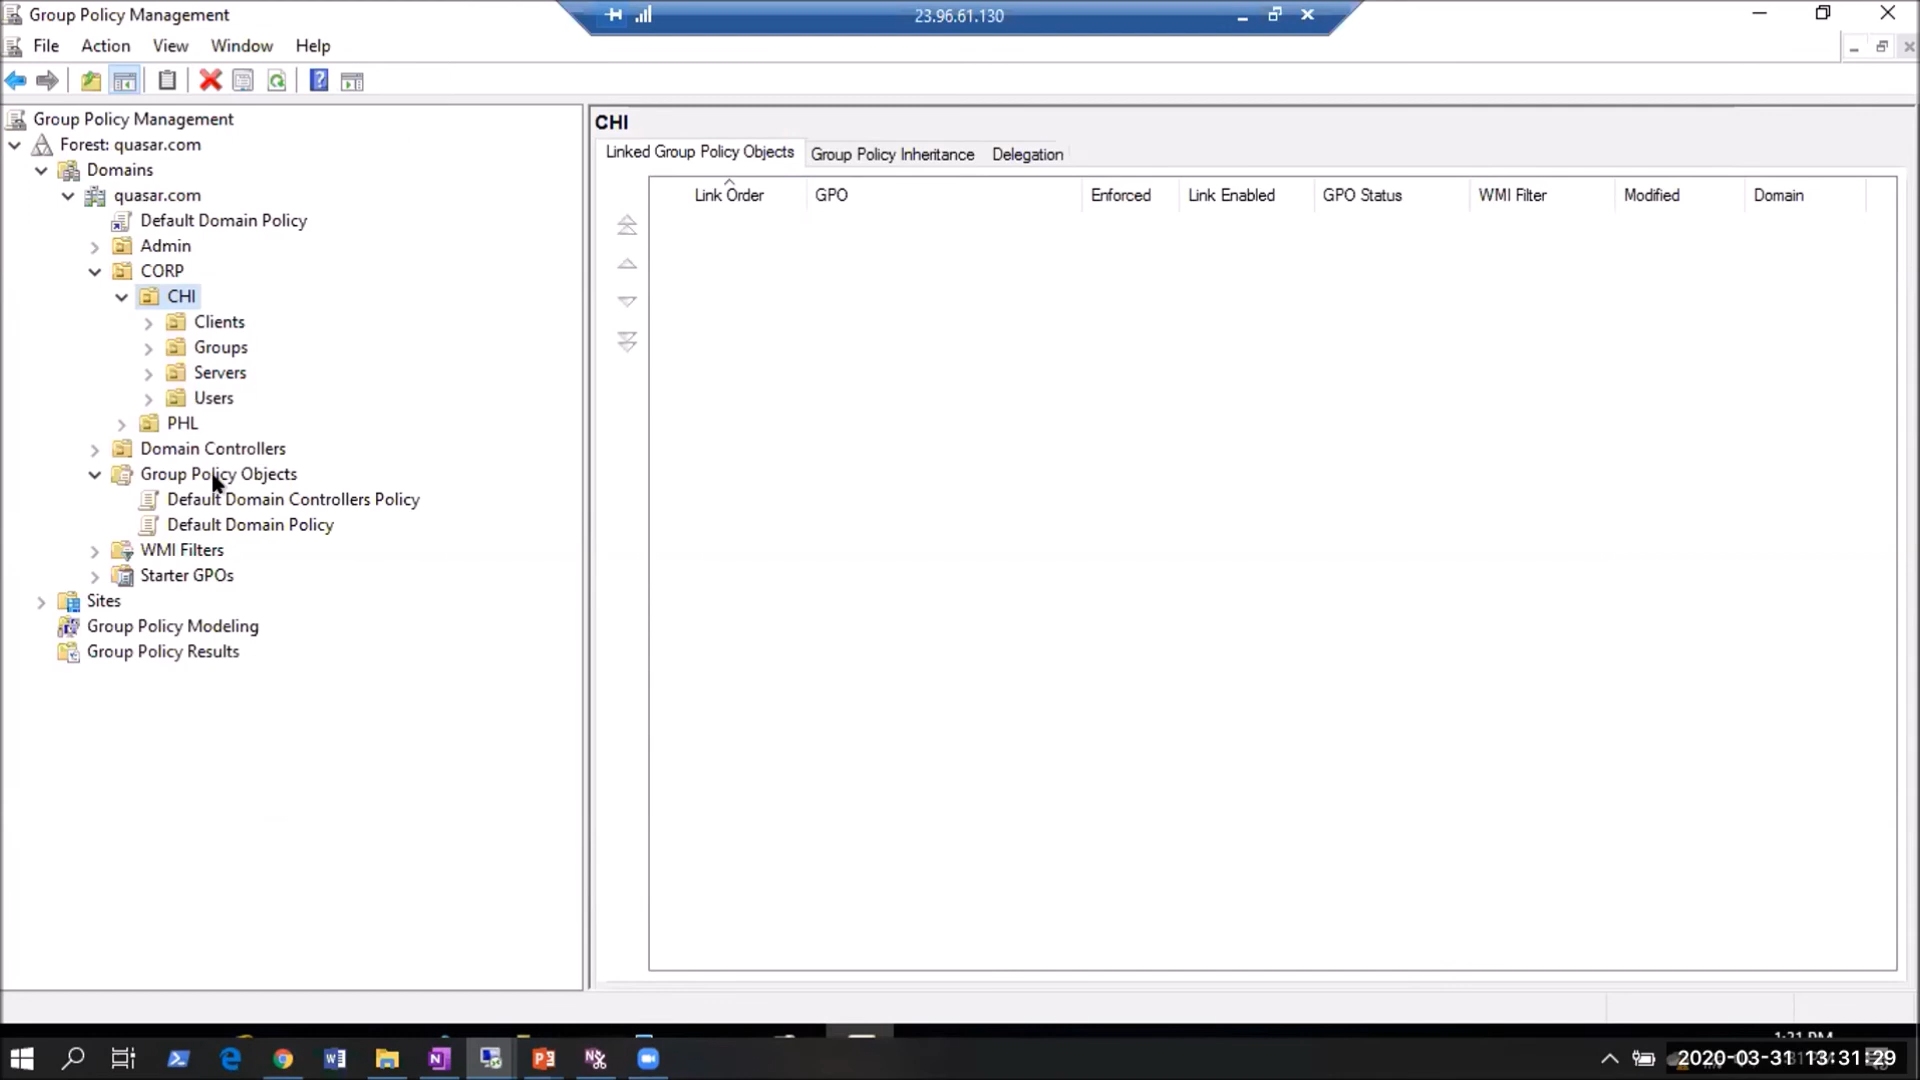 Group Policy Management
23.96.61.130
File Action View Window Help
Group Policy Management
Forest: quasar.com
Domains
quasar.com
Default Domain Policy
Admin
CORP
CHI
Clients
Groups
Servers
Users
PHL
Domain Controllers
Group Policy Objects
Default Domain Controllers Policy
Default Domain Policy
WMI Filters
Starter GPOs
Sites
Group Policy Modeling
Group Policy Results
CHI
Linked Group Policy Objects Group Policy Inheritance Delegation
Link Order GPO Enforced Link Enabled GPO Status WMI Filter Modified Domain
2020-03-31 13:31:29